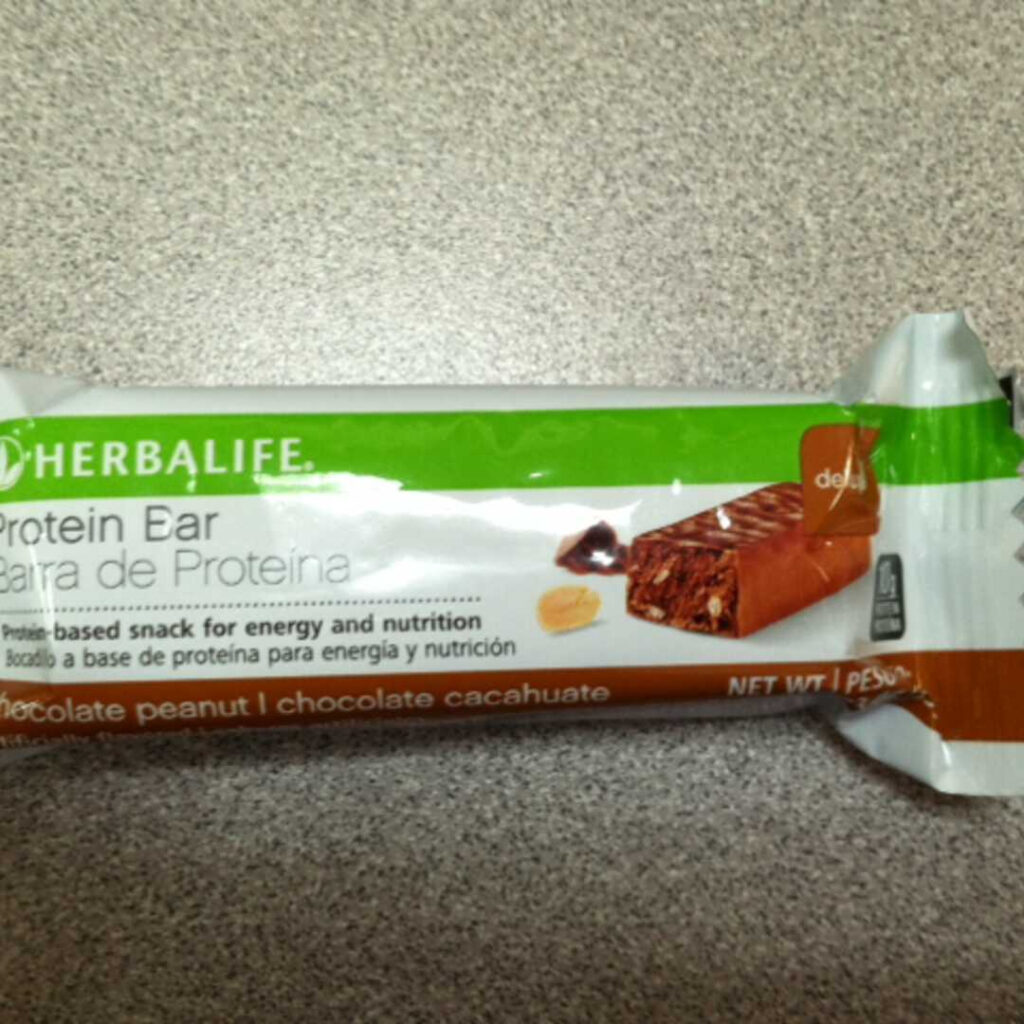 HERBALIFE®
Protein Bar
Barra de Proteína
Protein-based snack for energy and nutrition
Bocadillo a base de proteína para energía y nutrición
chocolate peanut | chocolate cacahuate
NET WT | PESO
10g